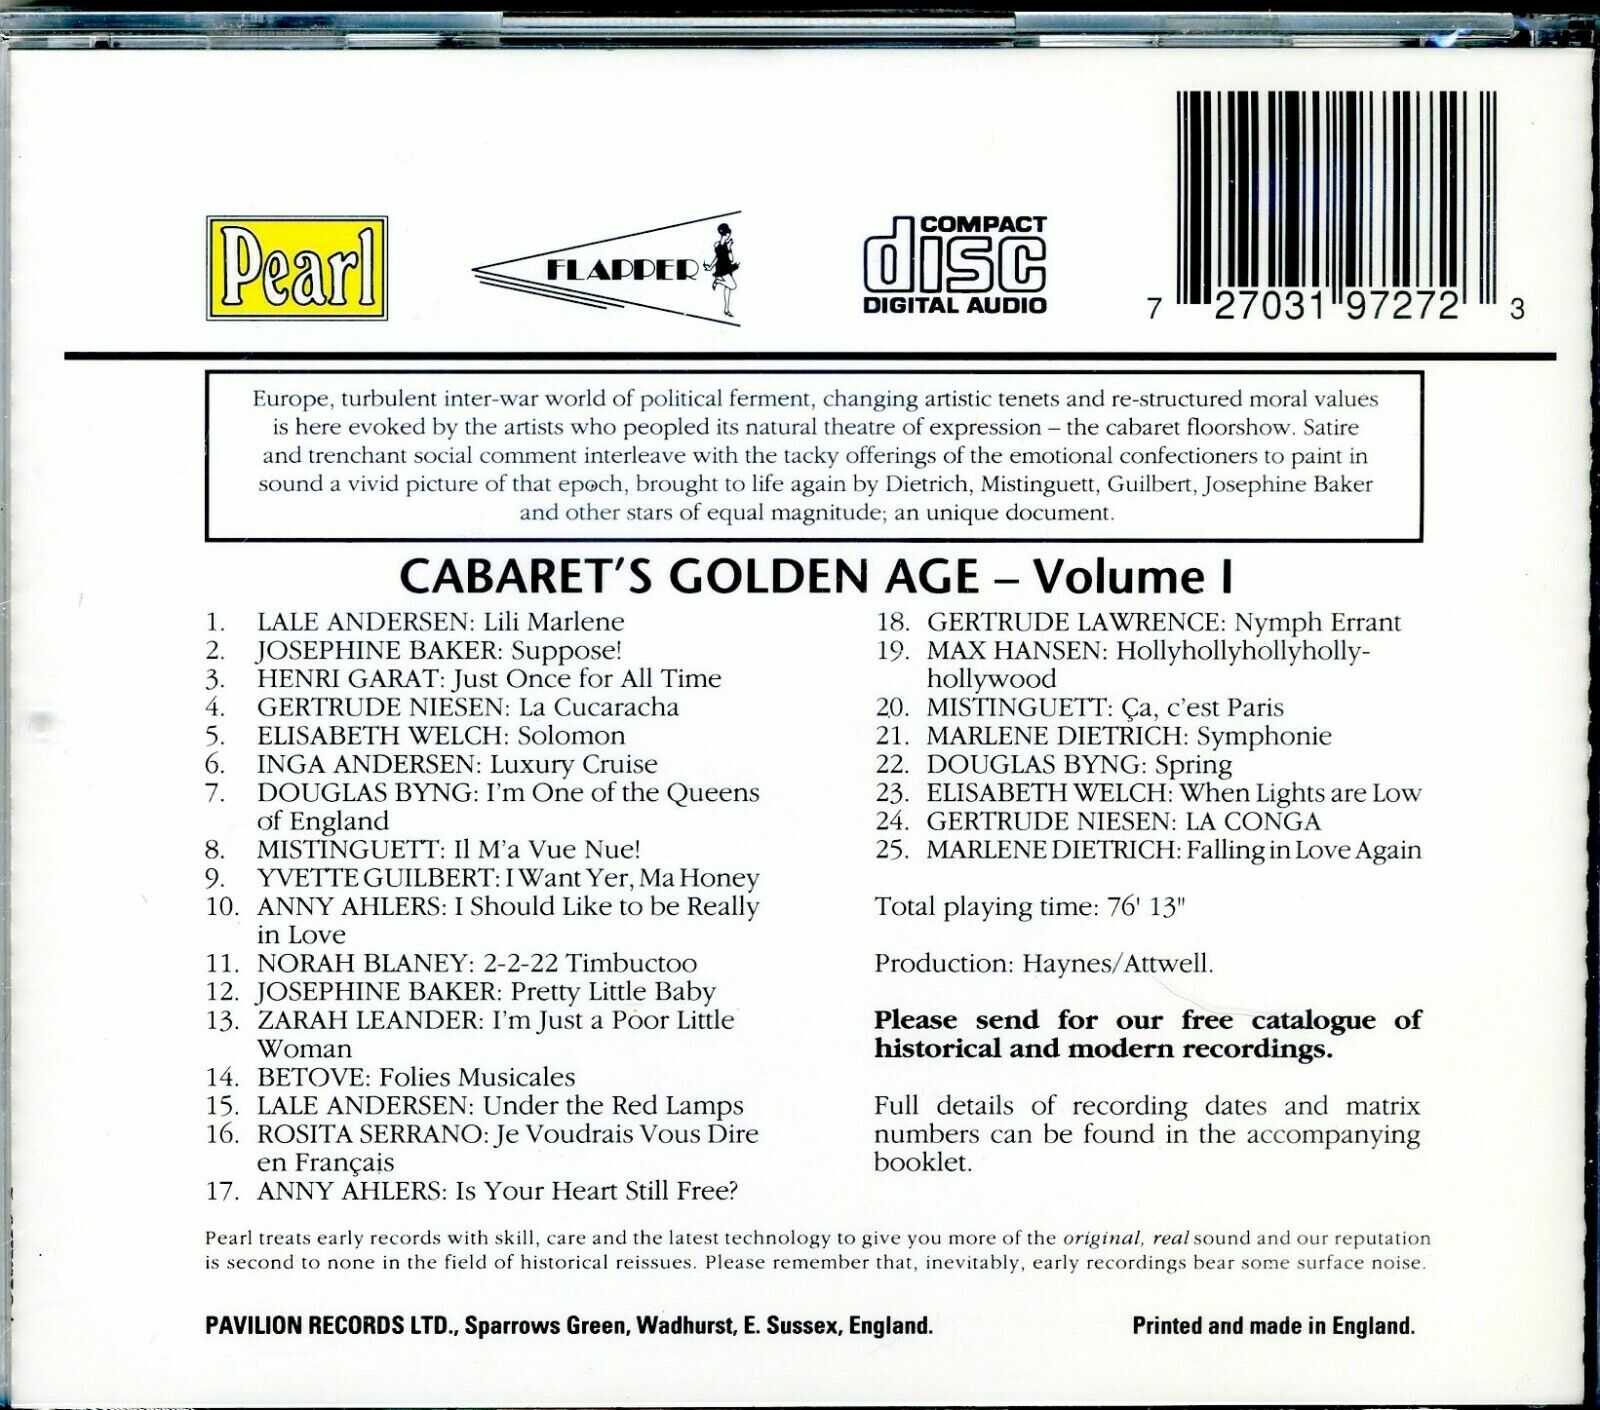 Pearl
FLAPPER
COMPACT
disc
DIGITAL AUDIO
7 27031 97272 3
Europe, turbulent inter-war world of political ferment, changing artistic tenets and re-structured moral values
is here evoked by the artists who peopled its natural theatre of expression – the cabaret floorshow. Satire
and trenchant social comment interleave with the tacky offerings of the emotional confectioners to paint in
sound a vivid picture of that epoch, brought to life again by Dietrich, Mistinguett, Guilbert, Josephine Baker
and other stars of equal magnitude; an unique document.
CABARET'S GOLDEN AGE – Volume I
1. LALE ANDERSEN: Lili Marlene
2. JOSEPHINE BAKER: Suppose!
3. HENRI GARAT: Just Once for All Time
4. GERTRUDE NIESEN: La Cucaracha
5. ELISABETH WELCH: Solomon
6. INGA ANDERSEN: Luxury Cruise
7. DOUGLAS BYNG: I'm One of the Queens
of England
8. MISTINGUETT: Il M'a Vue Nue!
9. YVETTE GUILBERT: I Want Yer, Ma Honey
10. ANNY AHLERS: I Should Like to be Really
in Love
11. NORAH BLANEY: 2-2-22 Timbuctoo
12. JOSEPHINE BAKER: Pretty Little Baby
13. ZARAH LEANDER: I'm Just a Poor Little
Woman
14. BETOVE: Folies Musicales
15. LALE ANDERSEN: Under the Red Lamps
16. ROSITA SERRANO: Je Voudrais Vous Dire
en Français
17. ANNY AHLERS: Is Your Heart Still Free?
18. GERTRUDE LAWRENCE: Nymph Errant
19. MAX HANSEN: Hollyhollyhollyholly-
hollywood
20. MISTINGUETT: Ça, c'est Paris
21. MARLENE DIETRICH: Symphonie
22. DOUGLAS BYNG: Spring
23. ELISABETH WELCH: When Lights are Low
24. GERTRUDE NIESEN: LA CONGA
25. MARLENE DIETRICH: Falling in Love Again
Total playing time: 76' 13"
Production: Haynes/Attwell.
Please send for our free catalogue of
historical and modern recordings.
Full details of recording dates and matrix
numbers can be found in the accompanying
booklet.
Pearl treats early records with skill, care and the latest technology to give you more of the original, real sound and our reputation
is second to none in the field of historical reissues. Please remember that, inevitably, early recordings bear some surface noise.
PAVILION RECORDS LTD., Sparrows Green, Wadhurst, E. Sussex, England.
Printed and made in England.